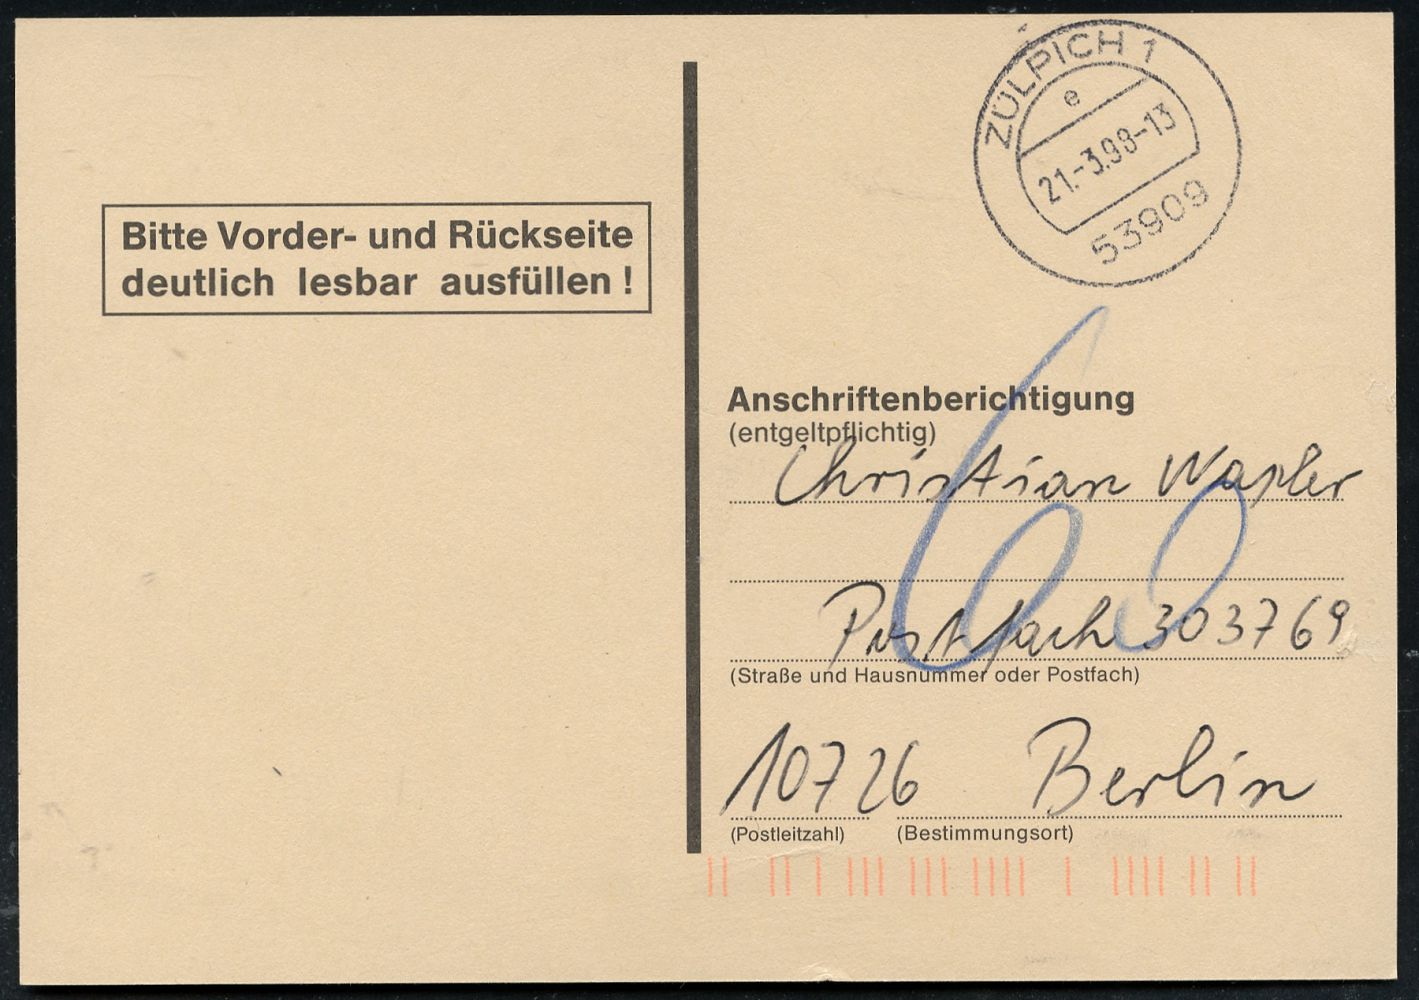 ZÜLPICH 1
e
21.-3.98-13
53909
Bitte Vorder- und Rückseite
deutlich lesbar ausfüllen !
Anschriftenberichtigung
(entgeltpflichtig)
Christian Wapler
60
Postfach 303769
(Straße und Hausnummer oder Postfach)
10726 Berlin
(Postleitzahl) (Bestimmungsort)